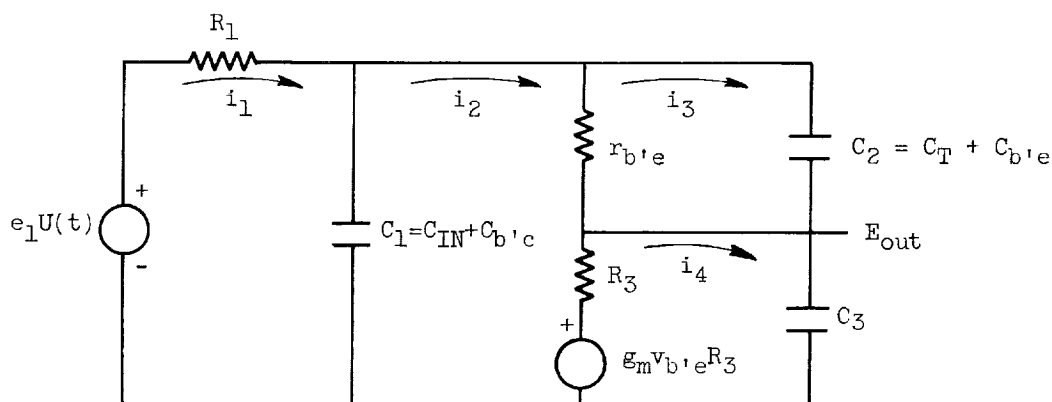 R1
i1
i2
i3
rb'e
C2 = CT + Cb'e
e1U(t)
+
-
C1=CIN+Cb'c
Eout
R3
i4
C3
+
gmvb'eR3